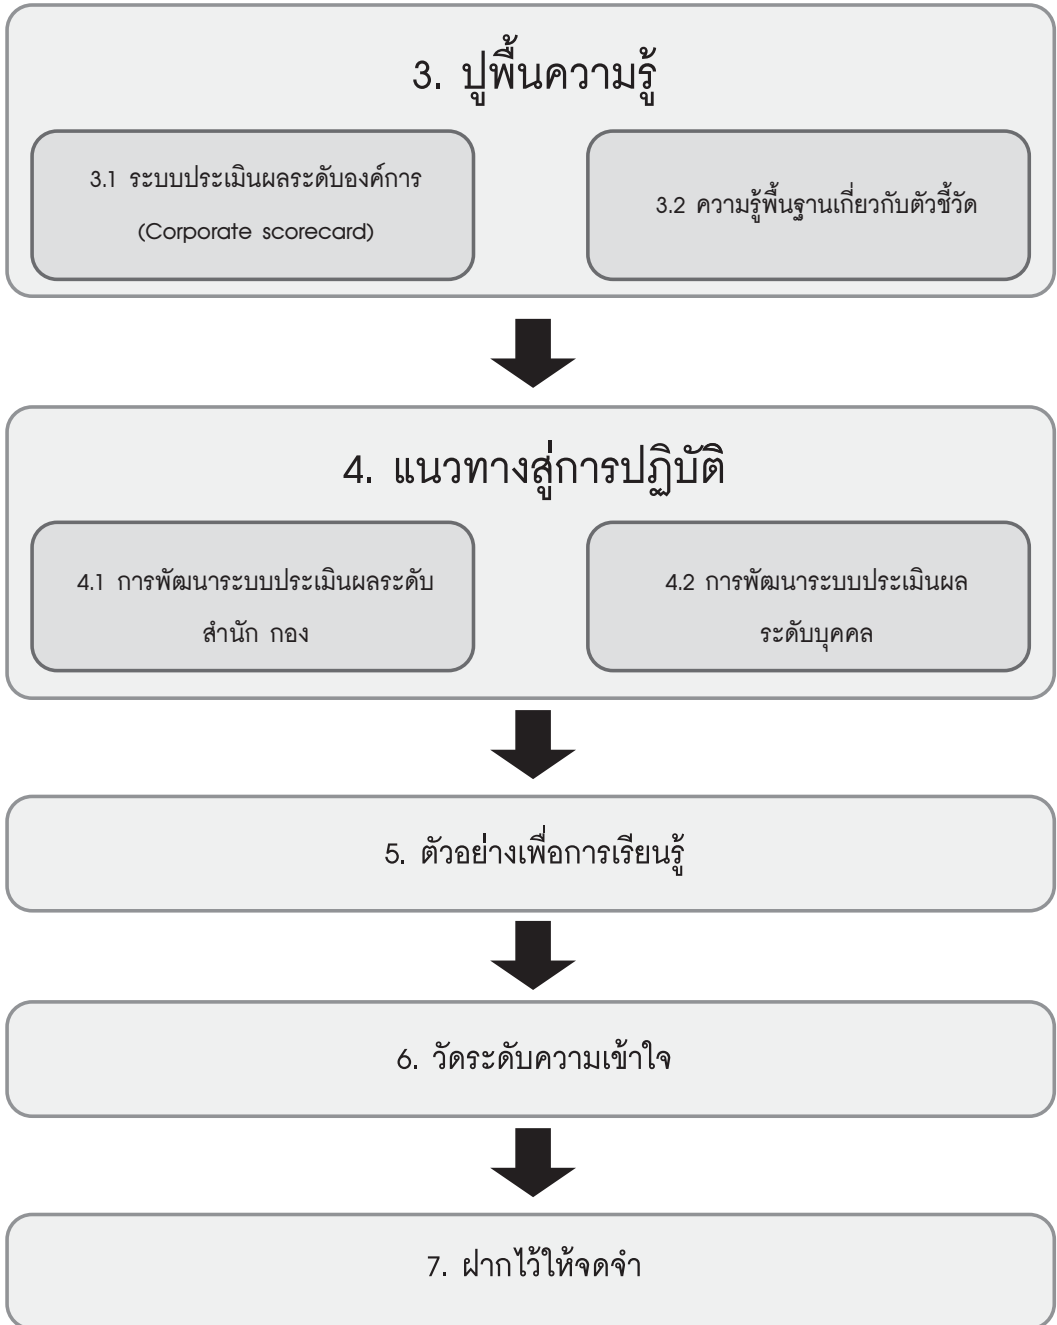 3. ปูพื้นความรู้
3.1 ระบบประเมินผลระดับองค์การ
(Corporate scorecard)
3.2 ความรู้พื้นฐานเกี่ยวกับตัวชี้วัด
4. แนวทางสู่การปฏิบัติ
4.1 การพัฒนาระบบประเมินผลระดับ
สำนัก กอง
4.2 การพัฒนาระบบประเมินผล
ระดับบุคคล
5. ตัวอย่างเพื่อการเรียนรู้
6. วัดระดับความเข้าใจ
7. ฝากไว้ให้จดจำ